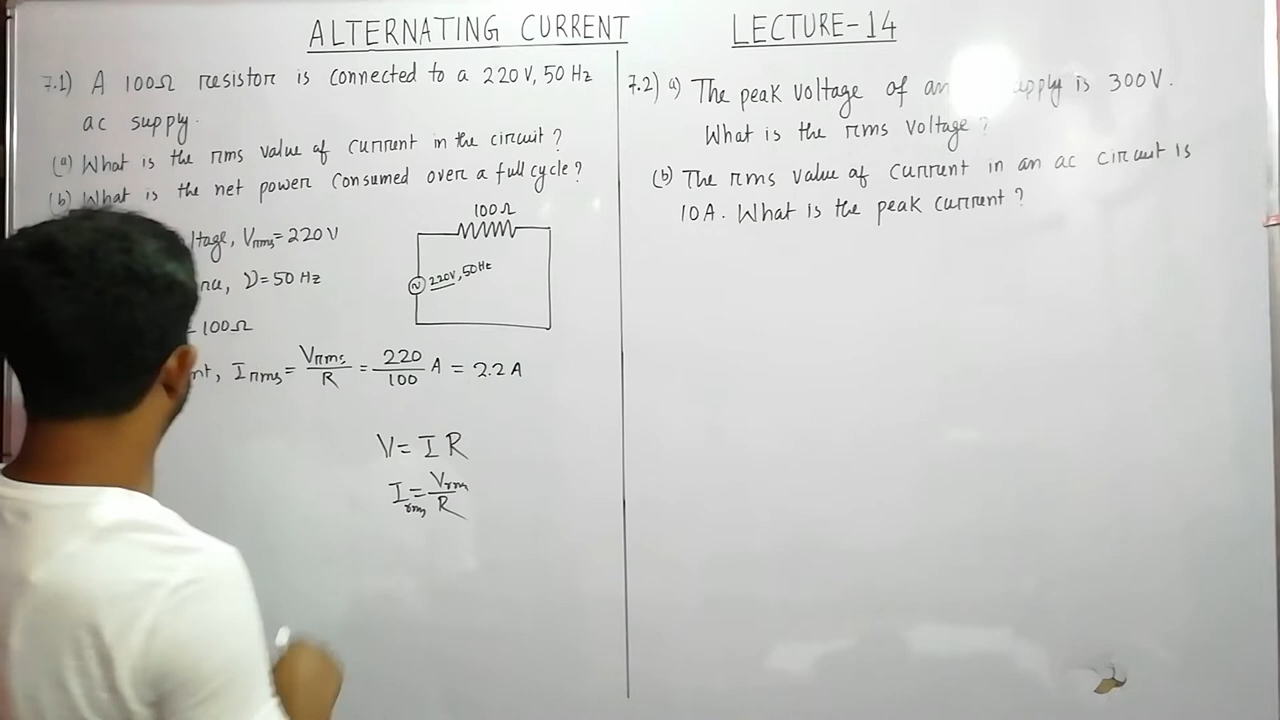 ALTERNATING CURRENT LECTURE-14
7.1) A 100Ω resistor is connected to a 220V, 50 Hz
ac supply.
(a) What is the rms value of current in the circuit?
(b) What is the net power consumed over a full cycle?
Vrms = 220 V
ν = 50 Hz
100Ω
Irms = Vrms/R = 220/100 A = 2.2 A
V = I R
Irms = Vrms/R
100Ω
220V, 50Hz
7.2) a) The peak voltage of an is 300V.
What is the rms voltage?
(b) The rms value of current in an ac circuit is
10A. What is the peak current?